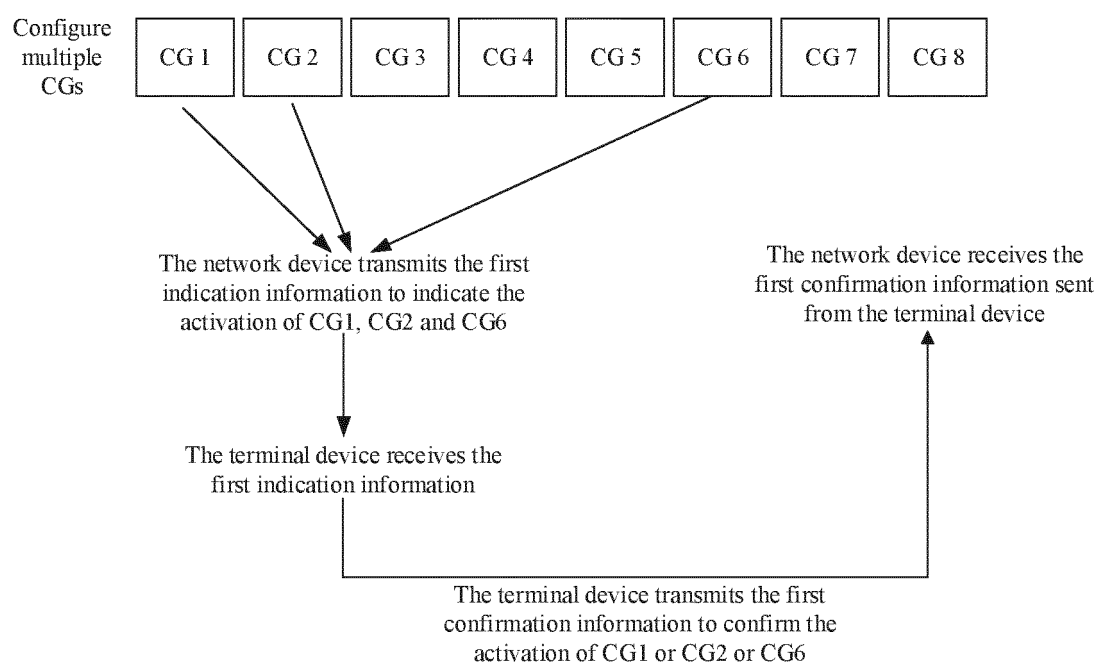 Configure
multiple
CGs
CG 1
CG 2
CG 3
CG 4
CG 5
CG 6
CG 7
CG 8
The network device transmits the first
indication information to indicate the
activation of CG1, CG2 and CG6
The network device receives the
first confirmation information sent
from the terminal device
The terminal device receives the
first indication information
The terminal device transmits the first
confirmation information to confirm the
activation of CG1 or CG2 or CG6